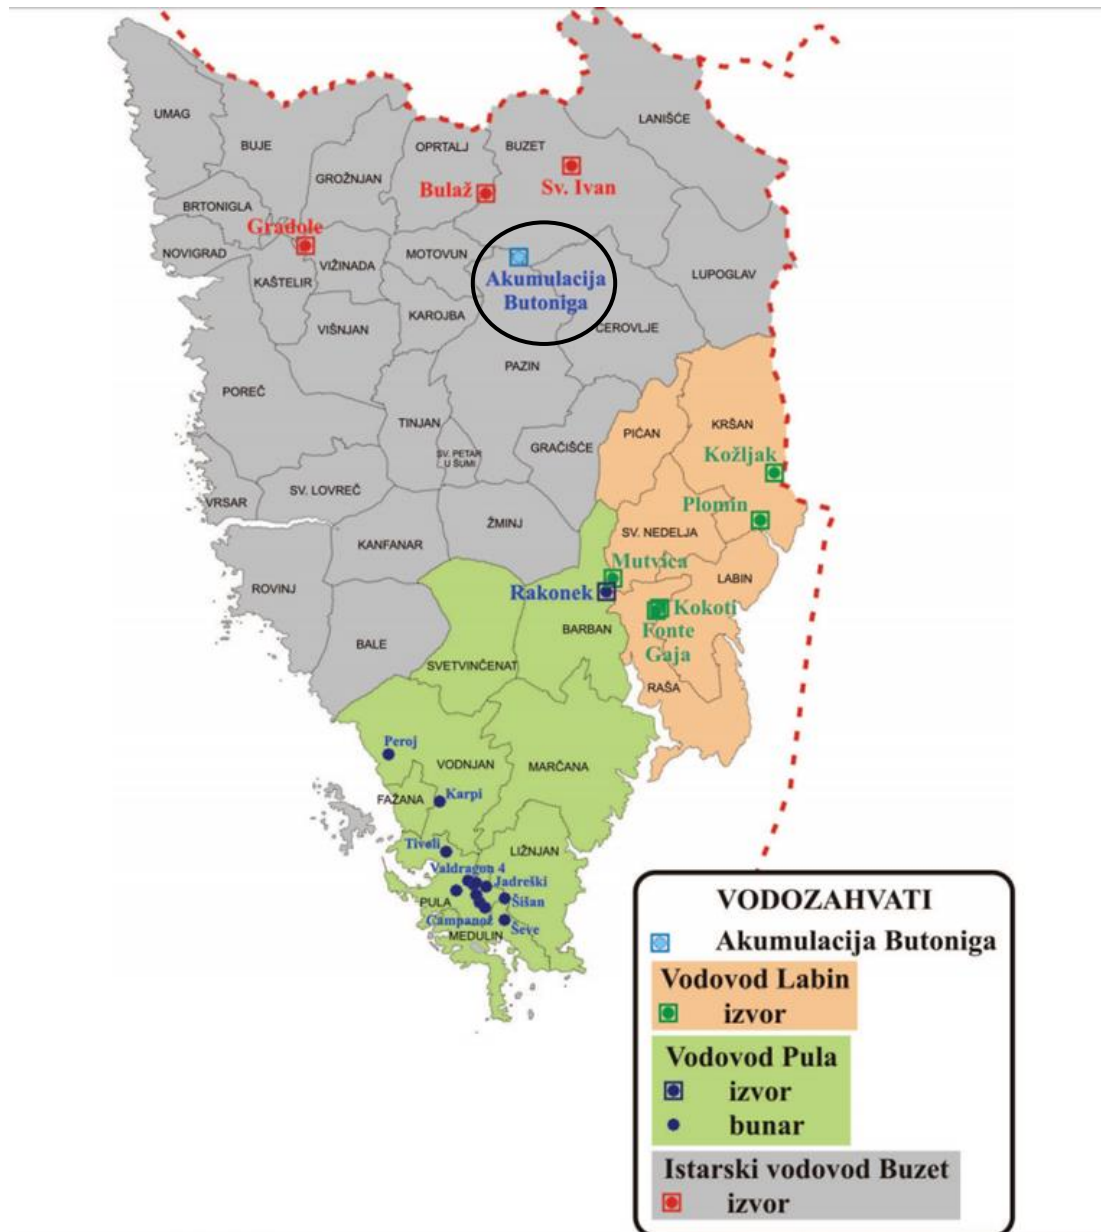 LANIŠĆE
UMAG
BUJE
OPRTALJ
BUZET
GROŽNJAN
Bulaž
Sv. Ivan
BRTONIGLA
Gradole
NOVIGRAD
MOTOVUN
VIŽINADA
KAŠTELIR
LUPOGLAV
Akumulacija
Butoniga
KAROJBA
VIŠNJAN
CEROVLJE
PAZIN
POREČ
TINJAN
PIĆAN
KRŠAN
GRAČIŠĆE
SV. PETAR
U ŠUMI
Kožljak
SV. LOVREČ
VRSAR
Plomin
ŽMINJ
SV. NEDELJA
KANFANAR
Mutvica
LABIN
ROVINJ
Rakonek
Kokoti
BARBAN
Fonte
Gaja
BALE
SVETVINČENAT
RAŠA
Peroj
VODNJAN
MARČANA
FAŽANA
Karpi
Tivoli
LIŽNJAN
Valdragon 4
Jadreški
PULA
Šišan
Campanož
Ševe
MEDULIN
VODOZAHVATI
Akumulacija Butoniga
Vodovod Labin
izvor
Vodovod Pula
izvor
bunar
Istarski vodovod Buzet
izvor